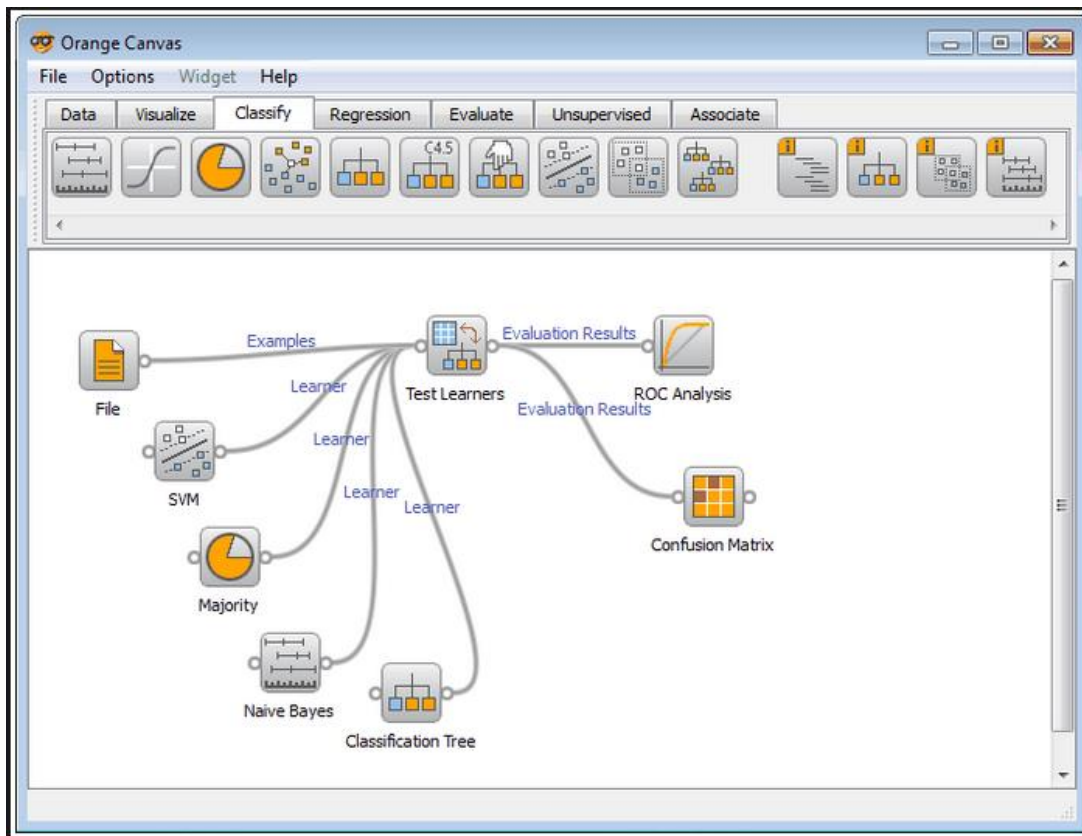 Orange Canvas
File Options Widget Help
Data Visualize Classify Regression Evaluate Unsupervised Associate
C4.5
i i i i
Examples
Evaluation Results
File
Learner
Test Learners
ROC Analysis
Evaluation Results
Learner
SVM
Learner
Learner
Confusion Matrix
Majority
Naive Bayes
Classification Tree